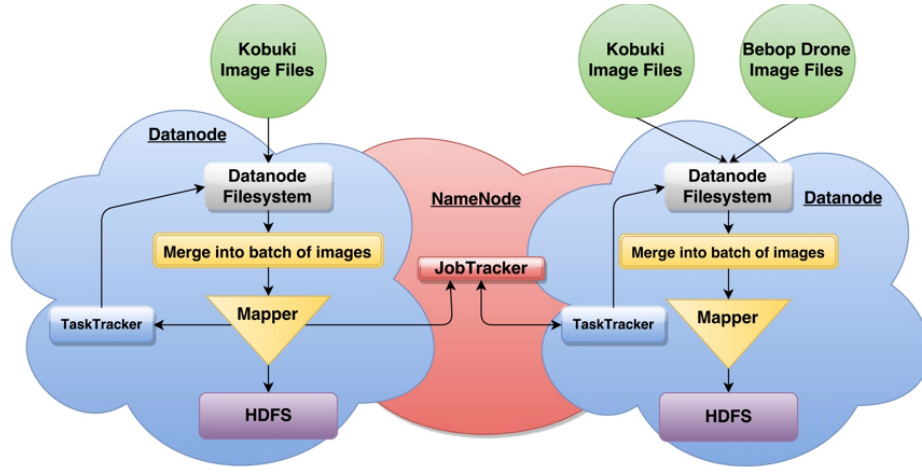 Kobuki
Image Files
Kobuki
Image Files
Bebop Drone
Image Files
Datanode
Datanode
Filesystem
Merge into batch of images
TaskTracker
Mapper
HDFS
NameNode
JobTracker
Datanode
Filesystem
Datanode
Merge into batch of images
TaskTracker
Mapper
HDFS